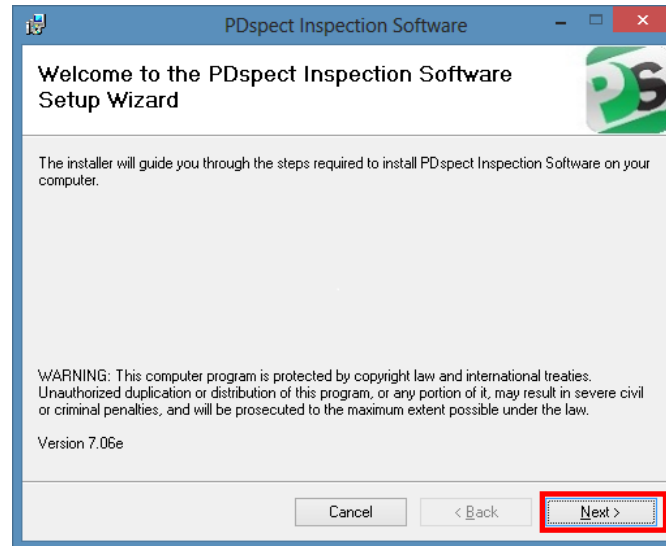 PDspect Inspection Software
Welcome to the PDspect Inspection Software
Setup Wizard
PS
The installer will guide you through the steps required to install PDspect Inspection Software on your
computer.
WARNING: This computer program is protected by copyright law and international treaties.
Unauthorized duplication or distribution of this program, or any portion of it, may result in severe civil
or criminal penalties, and will be prosecuted to the maximum extent possible under the law.
Version 7.06e
Cancel
< Back
Next >